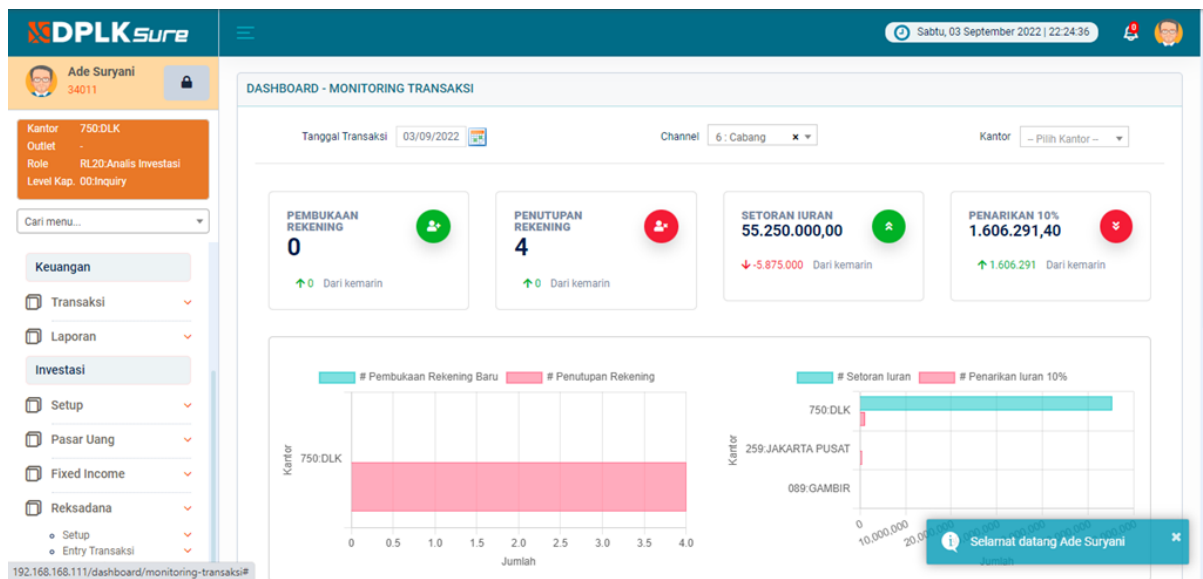 DPLKSure
Sabtu, 03 September 2022 | 22:24:36
0
Ade Suryani
34011
Kantor 750:DLK
Outlet -
Role RL20:Analis Investasi
Level Kap. 00:Inquiry
Cari menu...
Keuangan
Transaksi
Laporan
Investasi
Setup
Pasar Uang
Fixed Income
Reksadana
Setup
Entry Transaksi
192.168.168.111/dashboard/monitoring-transaksi#
DASHBOARD - MONITORING TRANSAKSI
Tanggal Transaksi 03/09/2022 Channel 6 : Cabang × Kantor -- Pilih Kantor --
PEMBUKAAN
REKENING
0
0 Dari kemarin
PENUTUPAN
REKENING
4
0 Dari kemarin
SETORAN IURAN
55.250.000,00
-5.875.000 Dari kemarin
PENARIKAN 10%
1.606.291,40
1.606.291 Dari kemarin
# Pembukaan Rekening Baru # Penutupan Rekening
Kantor
750:DLK
0 0.5 1.0 1.5 2.0 2.5 3.0 3.5 4.0
Jumlah
# Setoran Iuran # Penarikan Iuran 10%
Kantor
750:DLK
259:JAKARTA PUSAT
089:GAMBIR
0 10.000.000
Jumlah
Selamat datang Ade Suryani ×